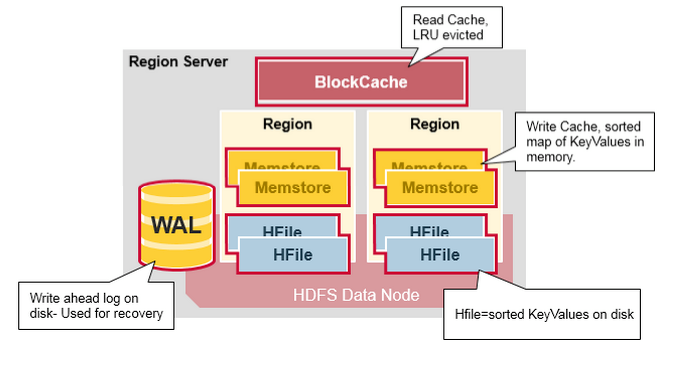 Read Cache,
LRU evicted
Region Server
BlockCache
Region
Region
Write Cache, sorted
map of KeyValues in
memory.
Memstore
Memstore
Memstore
Memstore
WAL
HFile
HFile
HFile
HFile
Write ahead log on
disk- Used for recovery
HDFS Data Node
Hfile=sorted KeyValues on disk